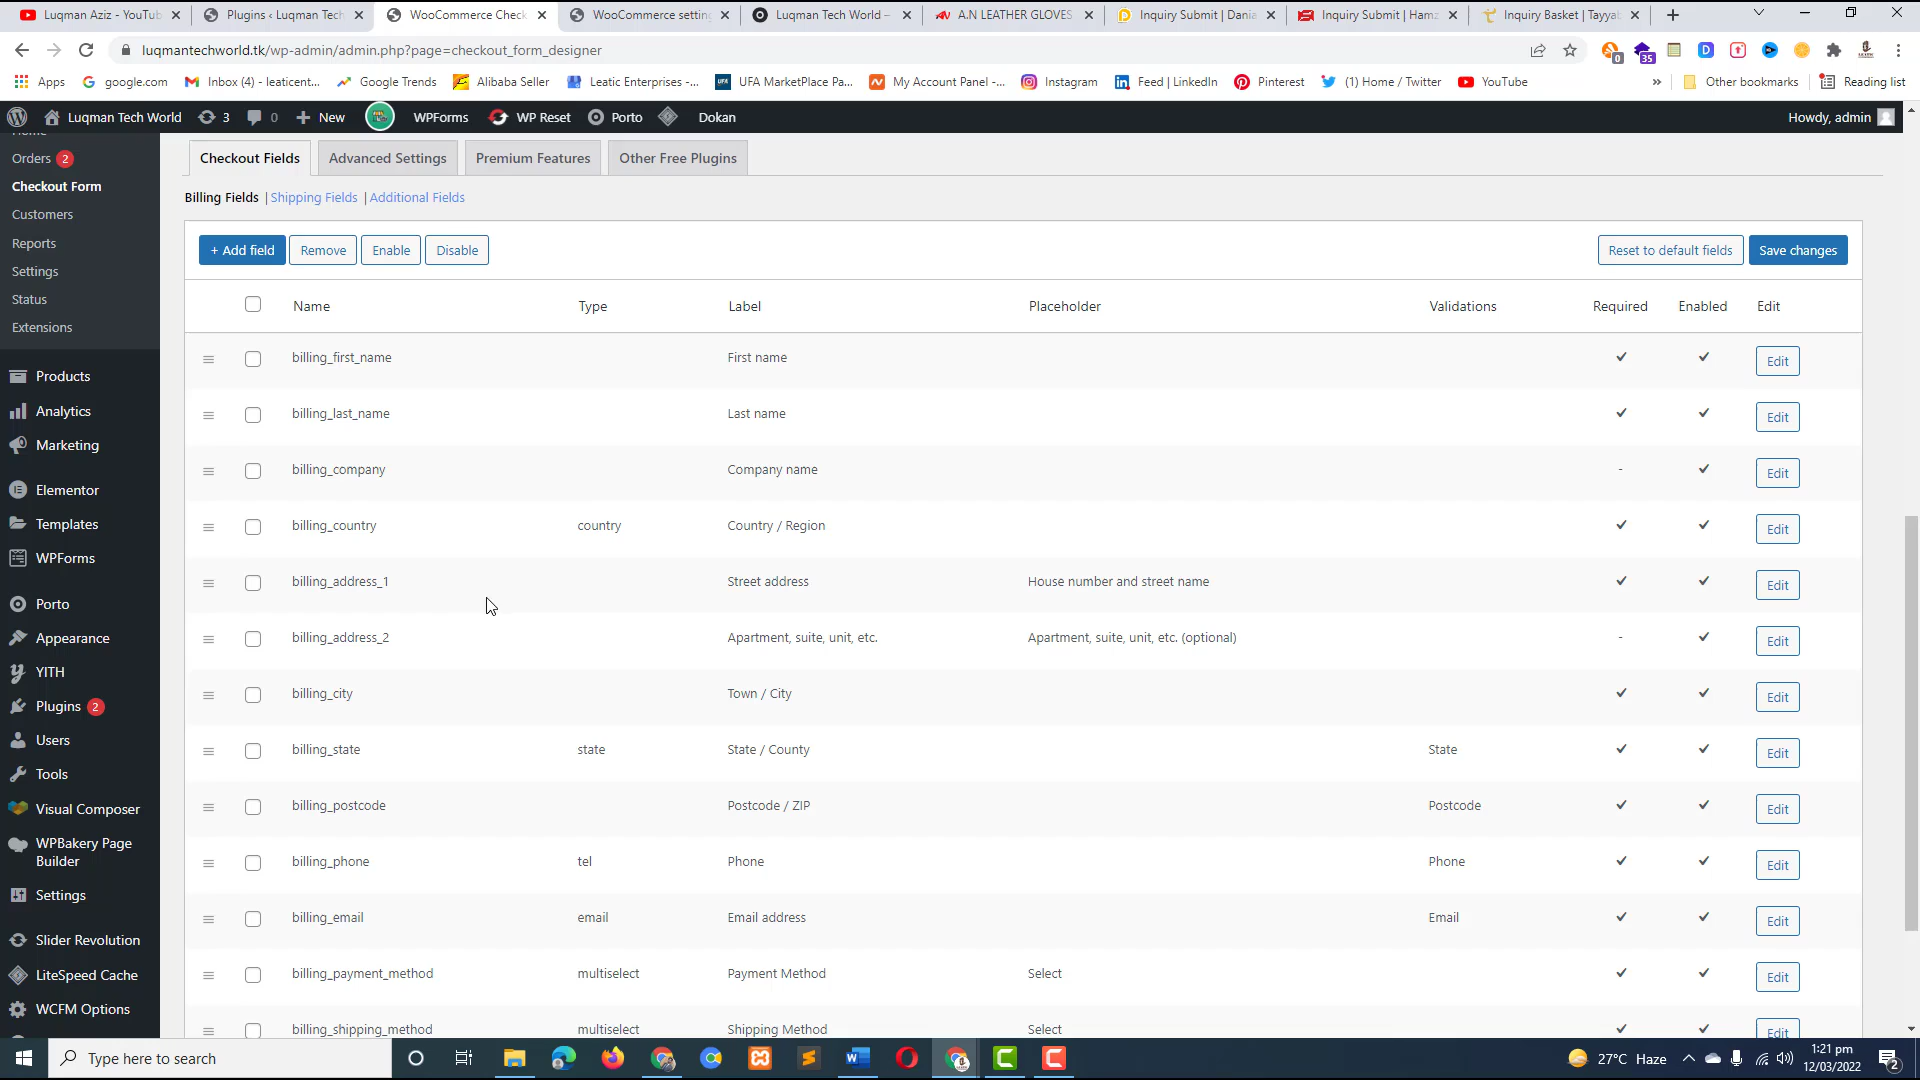 Luqman Aziz - YouTub
Plugins ‹ Luqman Tech
WooCommerce Chec
WooCommerce setting
Luqman Tech World –
A.N LEATHER GLOVES
Inquiry Submit | Dania
Inquiry Submit | Hamz
Inquiry Basket | Tayyab
luqmantechworld.tk/wp-admin/admin.php?page=checkout_form_designer
0
35
Apps
google.com
Inbox (4) - leaticent...
Google Trends
Alibaba Seller
Leatic Enterprises -...
UFA MarketPlace Pa...
My Account Panel -...
Instagram
Feed | LinkedIn
Pinterest
(1) Home / Twitter
YouTube
»
Other bookmarks
Reading list
Luqman Tech World
3
0
New
WPForms
WP Reset
Porto
Dokan
Howdy, admin
Home
Orders 2
Checkout Form
Customers
Reports
Settings
Status
Extensions
Products
Analytics
Marketing
Elementor
Templates
WPForms
Porto
Appearance
YITH
Plugins 2
Users
Tools
Visual Composer
WPBakery Page
Builder
Settings
Slider Revolution
LiteSpeed Cache
WCFM Options
Checkout Fields
Advanced Settings
Premium Features
Other Free Plugins
Billing Fields | Shipping Fields | Additional Fields
+ Add field
Remove
Enable
Disable
Reset to default fields
Save changes
Name Type Label Placeholder Validations Required Enabled Edit
billing_first_name First name ✓ ✓ Edit
billing_last_name Last name ✓ ✓ Edit
billing_company Company name - ✓ Edit
billing_country country Country / Region ✓ ✓ Edit
billing_address_1 Street address House number and street name ✓ ✓ Edit
billing_address_2 Apartment, suite, unit, etc. Apartment, suite, unit, etc. (optional) - ✓ Edit
billing_city Town / City ✓ ✓ Edit
billing_state state State / County State ✓ ✓ Edit
billing_postcode Postcode / ZIP Postcode ✓ ✓ Edit
billing_phone tel Phone Phone ✓ ✓ Edit
billing_email email Email address Email ✓ ✓ Edit
billing_payment_method multiselect Payment Method Select ✓ ✓ Edit
billing_shipping_method multiselect Shipping Method Select ✓ ✓ Edit
Type here to search
27°C Haze
1:21 pm
12/03/2022
2